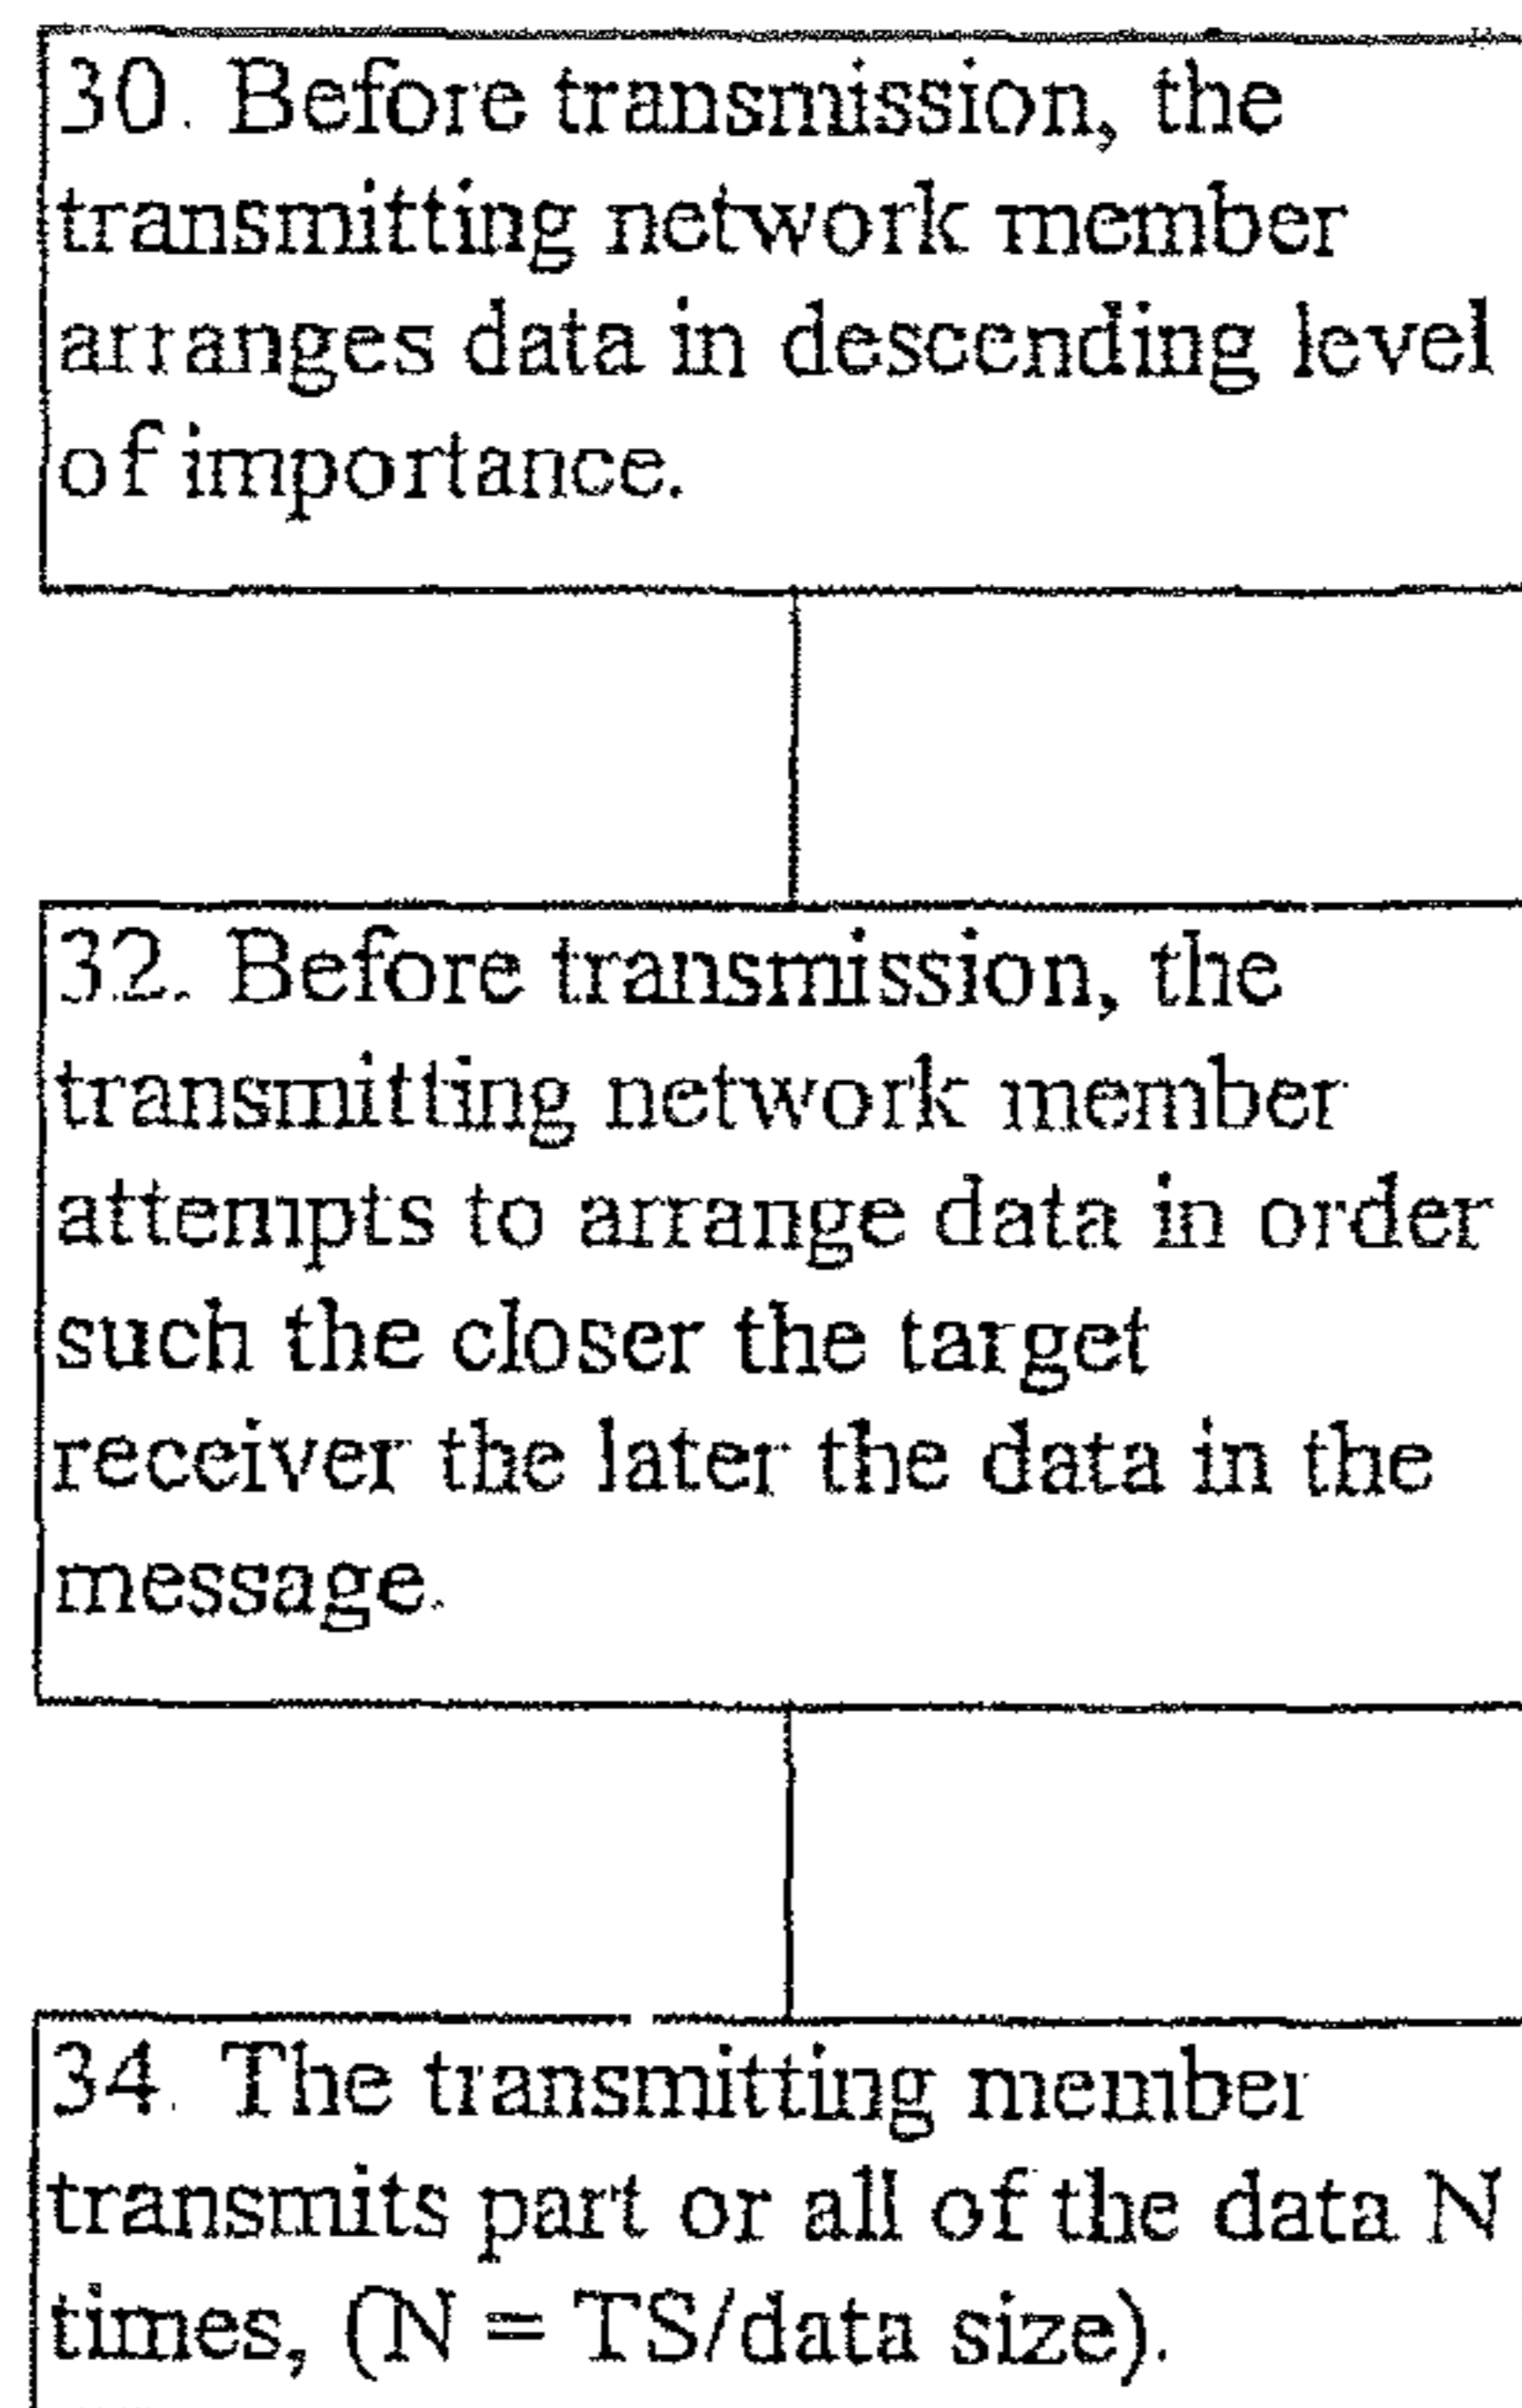 30. Before transmission, the
transmitting network member
arranges data in descending level
of importance.
32. Before transmission, the
transmitting network member
attempts to arrange data in order
such the closer the target
receiver the later the data in the
message.
34. The transmitting member
transmits part or all of the data N
times, (N = TS/data size).